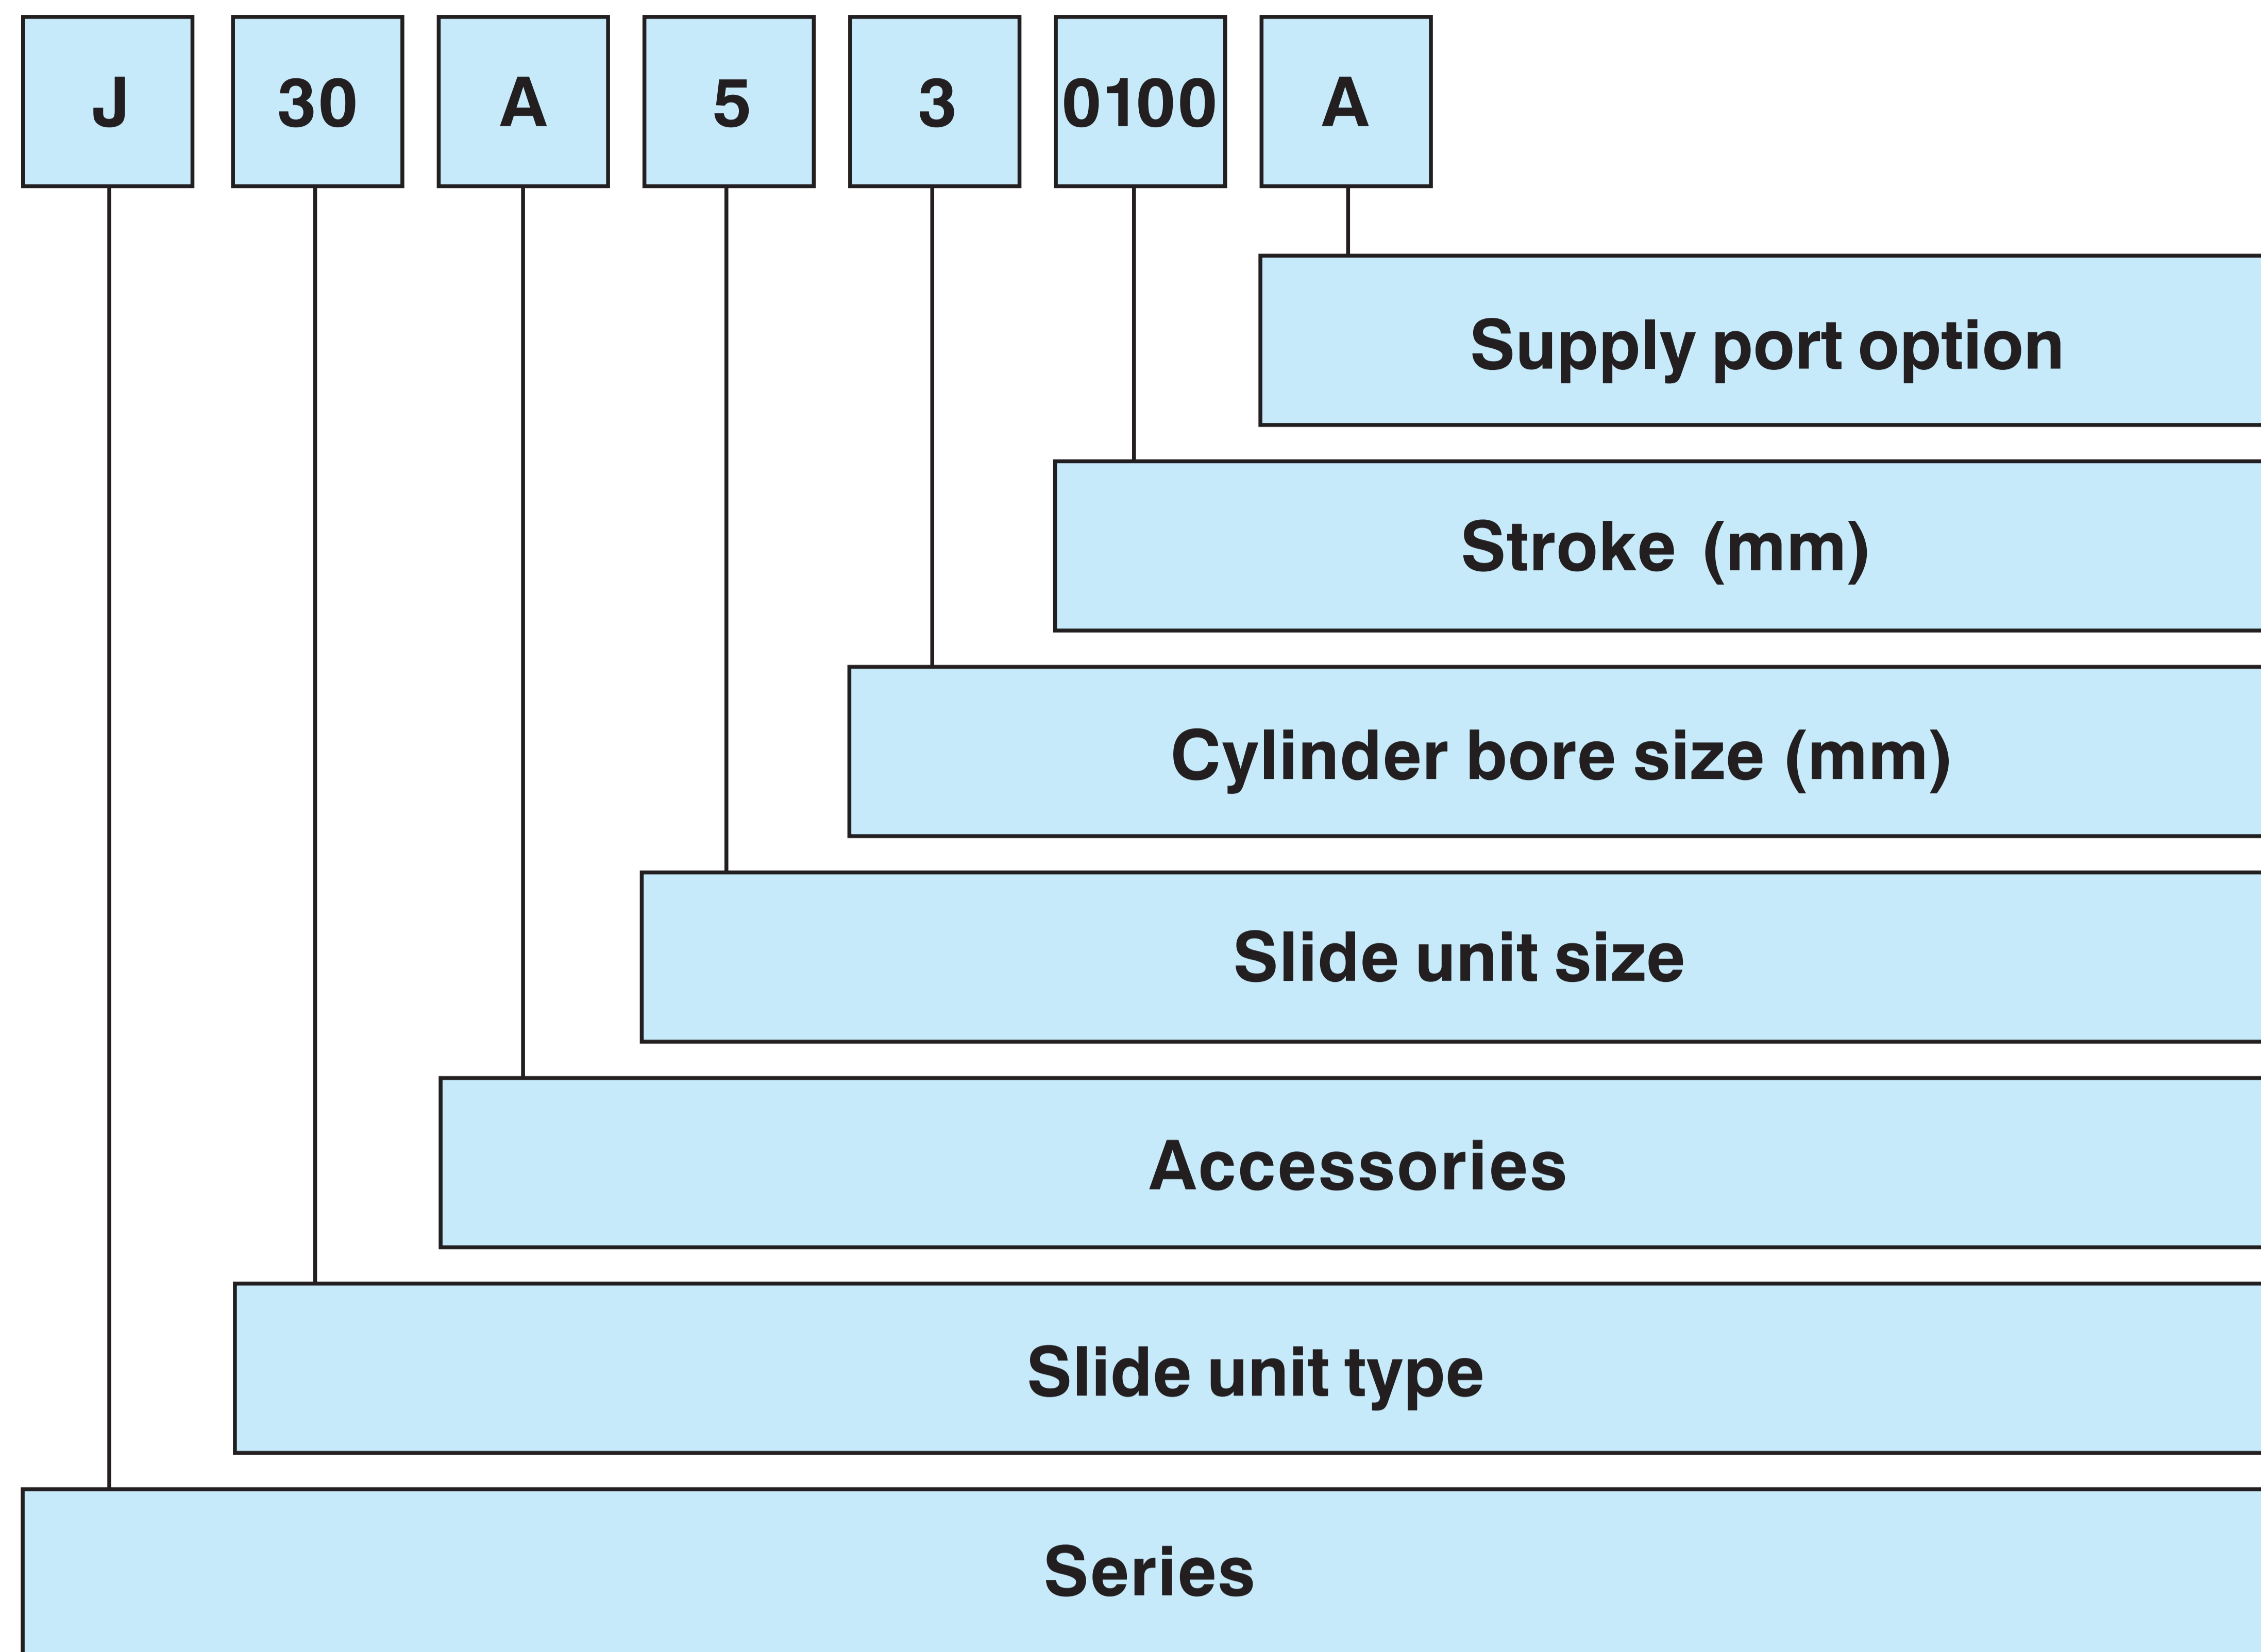 J 30 A 5 3 0100 A
Supply port option
Stroke (mm)
Cylinder bore size (mm)
Slide unit size
Accessories
Slide unit type
Series